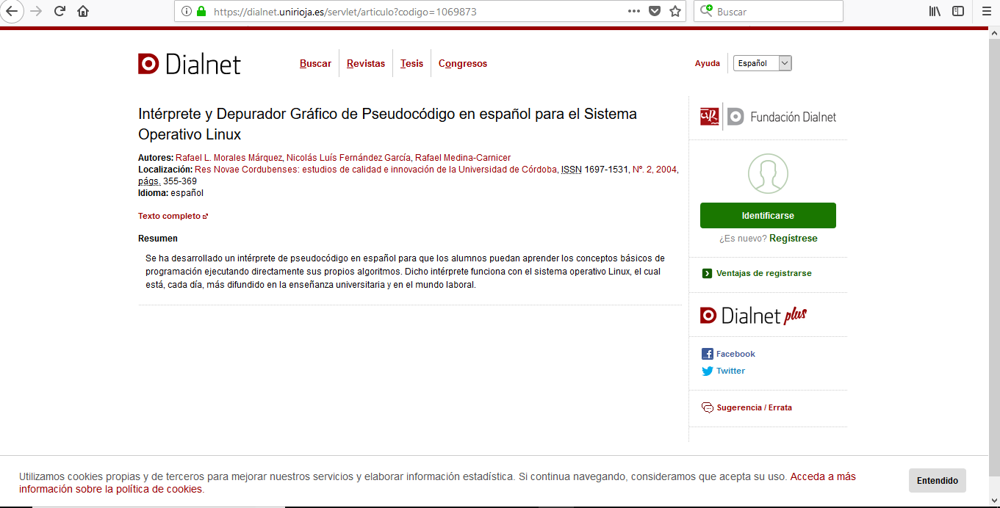 https://dialnet.unirioja.es/servlet/articulo?codigo=1069873
Buscar
Dialnet
Buscar
Revistas
Tesis
Congresos
Ayuda
Español
Intérprete y Depurador Gráfico de Pseudocódigo en español para el Sistema
Operativo Linux
Autores: Rafael L. Morales Márquez, Nicolás Luís Fernández García, Rafael Medina-Carnicer
Localización: Res Novae Cordubenses: estudios de calidad e innovación de la Universidad de Córdoba, ISSN 1697-1531, Nº. 2, 2004,
págs. 355-369
Idioma: español
Texto completo
Resumen
Se ha desarrollado un intérprete de pseudocódigo en español para que los alumnos puedan aprender los conceptos básicos de
programación ejecutando directamente sus propios algoritmos. Dicho intérprete funciona con el sistema operativo Linux, el cual
está, cada día, más difundido en la enseñanza universitaria y en el mundo laboral.
UR
Fundación Dialnet
Identificarse
¿Es nuevo? Regístrese
Ventajas de registrarse
Dialnet plus
Facebook
Twitter
Sugerencia / Errata
Utilizamos cookies propias y de terceros para mejorar nuestros servicios y elaborar información estadística. Si continua navegando, consideramos que acepta su uso. Acceda a más
información sobre la política de cookies.
Entendido